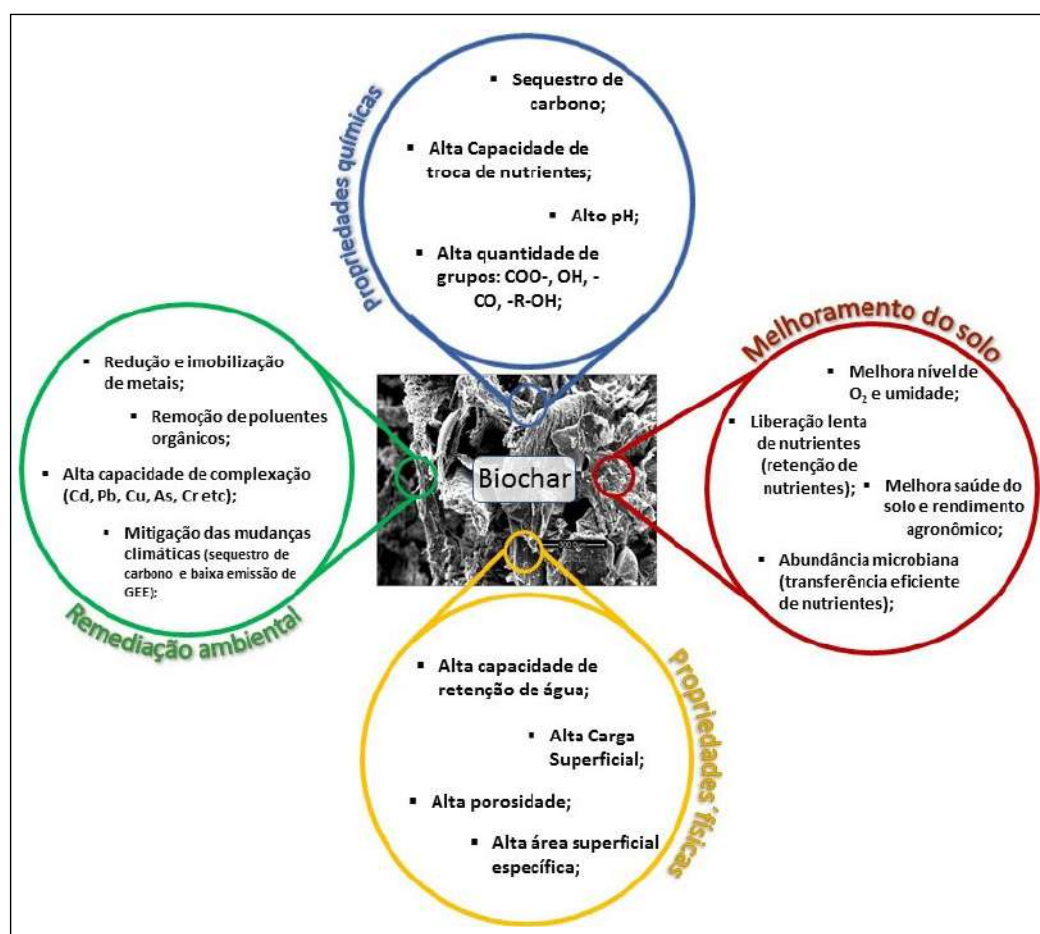 Propriedades químicas
▪ Sequestro de
carbono;
▪ Alta Capacidade de
troca de nutrientes;
▪ Alto pH;
▪ Alta quantidade de
grupos: COO-, OH, -
CO, -R-OH;
▪ Redução e imobilização
de metais;
▪ Remoção de poluentes
orgânicos;
▪ Alta capacidade de complexação
(Cd, Pb, Cu, As, Cr etc);
▪ Mitigação das mudanças
climáticas (sequestro de
carbono e baixa emissão de
GEE);
Remediação ambiental
Biochar
Melhoramento do solo
▪ Melhora nível de
O₂ e umidade;
▪ Liberação lenta
de nutrientes
(retenção de
nutrientes);
▪ Melhora saúde do
solo e rendimento
agronômico;
▪ Abundância microbiana
(transferência eficiente
de nutrientes);
▪ Alta capacidade de
retenção de água;
▪ Alta Carga
Superficial;
▪ Alta porosidade;
▪ Alta área superficial
específica;
Propriedades físicas